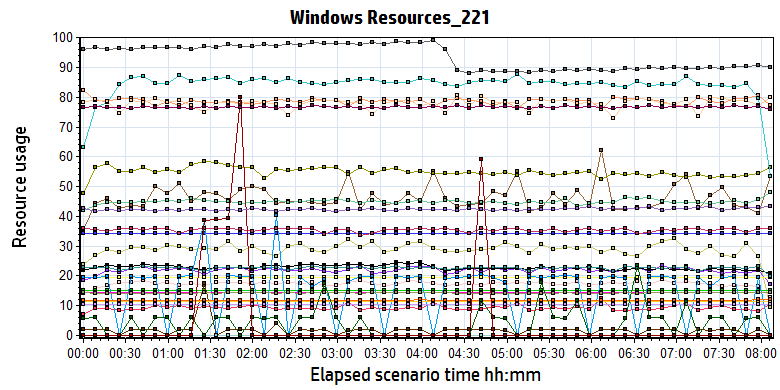 Windows Resources_221
100
90
80
70
60
50
40
30
20
10
0
Resource usage
00:00 00:30 01:00 01:30 02:00 02:30 03:00 03:30 04:00 04:30 05:00 05:30 06:00 06:30 07:00 07:30 08:00
Elapsed scenario time hh:mm